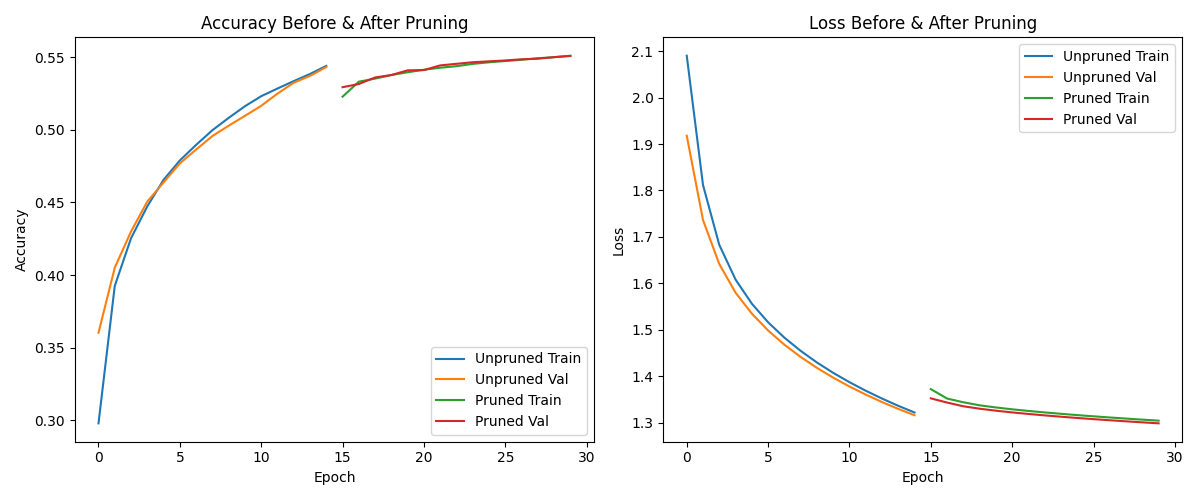 Accuracy Before & After Pruning
Accuracy
0.55
0.50
0.45
0.40
0.35
0.30
0
5
10
15
20
25
30
Epoch
Unpruned Train
Unpruned Val
Pruned Train
Pruned Val
Loss Before & After Pruning
Loss
2.1
2.0
1.9
1.8
1.7
1.6
1.5
1.4
1.3
0
5
10
15
20
25
30
Epoch
Unpruned Train
Unpruned Val
Pruned Train
Pruned Val